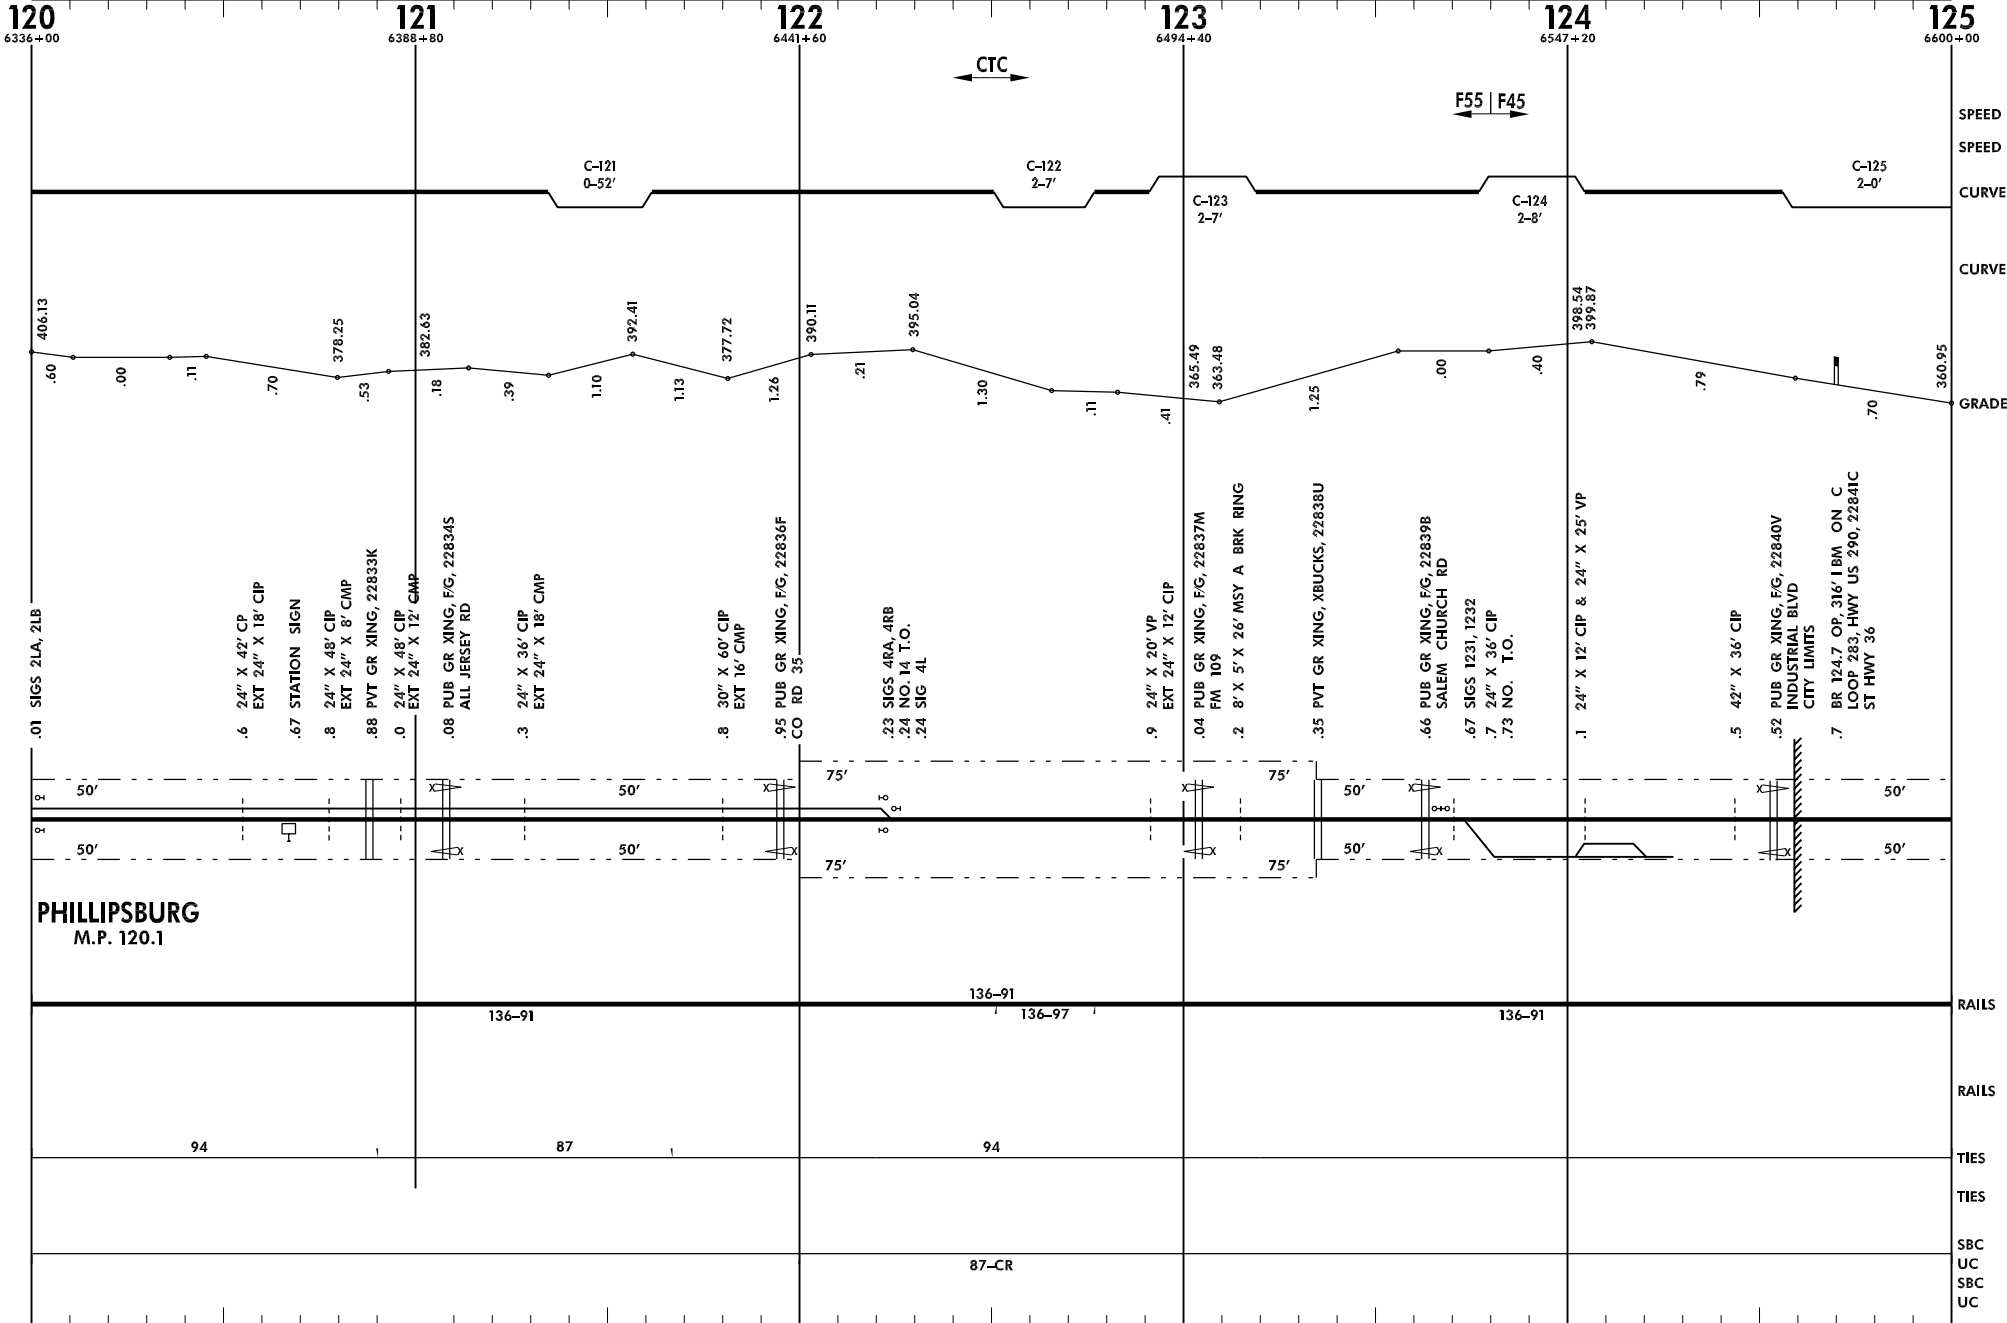 120 121 122 123 124 125
6336+00 6388+80 6441+60 6494+40 6547+20 6600+00
CTC
F55 F45
SPEED
SPEED
C-121
0-52'
C-122
2-7'
C-123
2-7'
C-124
2-8'
C-125
2-0'
CURVE
CURVE
406.13 378.25 382.63 392.41 377.72 390.11 395.04 365.49 363.48 398.54 399.87 360.95
.60 .00 .11 .70 .53 .18 .39 1.10 1.13 1.26 .21 1.30 .11 .41 1.25 .00 .40 .79 .70
GRADE
.01 SIGS 2LA, 2LB
.6 24" X 42' CP
EXT 24" X 18' CIP
.67 STATION SIGN
.8 24" X 48' CIP
EXT 24" X 8' CMP
.88 PVT GR XING, 22833K
.0 24" X 48' CIP
EXT 24" X 12' CMP
.08 PUB GR XING, F/G, 22834S
ALL JERSEY RD
.3 24" X 36' CIP
EXT 24" X 18' CMP
.8 30" X 60' CIP
EXT 16' CMP
.95 PUB GR XING, F/G, 22836F
CO RD 35
.23 SIGS 4RA, 4RB
.24 NO. 14 T.O.
.24 SIG 4L
.9 24" X 20' VP
EXT 24" X 12' CIP
.04 PUB GR XING, F/G, 22837M
FM 109
.2 8' X 5' X 26' MSY A BRK RING
.35 PVT GR XING, XBUCKS, 22838U
.66 PUB GR XING, F/G, 22839B
SALEM CHURCH RD
.67 SIGS 1231, 1232
.7 24" X 36' CIP
.73 NO. T.O.
.1 24" X 12' CIP & 24" X 25' VP
.5 42" X 36' CIP
.52 PUB GR XING, F/G, 22840V
INDUSTRIAL BLVD
CITY LIMITS
.7 BR 124.7 OP, 316' I BM ON C
LOOP 283, HWY US 290, 22841C
ST HWY 36
75' 75'
50' 50' 50' 50'
X X X X X
50' 50' 50' 50'
X X X X X
75' 75'
PHILLIPSBURG
M.P. 120.1
136-91
RAILS
136-91 136-97 136-91
RAILS
94 87 94
TIES
TIES
SBC
87-CR
UC
SBC
UC